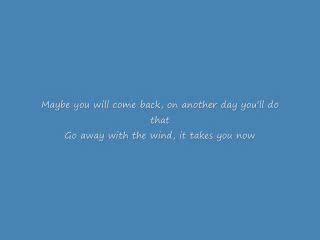 Maybe you will come back, on another day you'll do
that
Go away with the wind, it takes you now